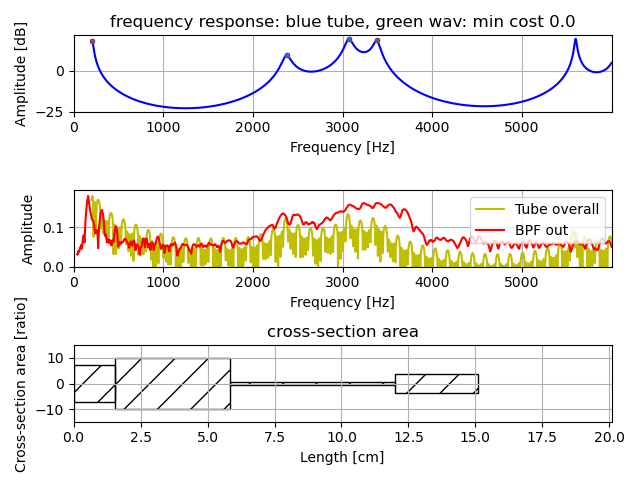 frequency response: blue tube, green wav: min cost 0.0
Amplitude [dB]
0
−25
0 1000 2000 3000 4000 5000
Frequency [Hz]
Amplitude
0.1
0.0
Tube overall
BPF out
0 1000 2000 3000 4000 5000
Frequency [Hz]
cross-section area
Cross-section area [ratio]
10
0
−10
0.0 2.5 5.0 7.5 10.0 12.5 15.0 17.5 20.0
Length [cm]